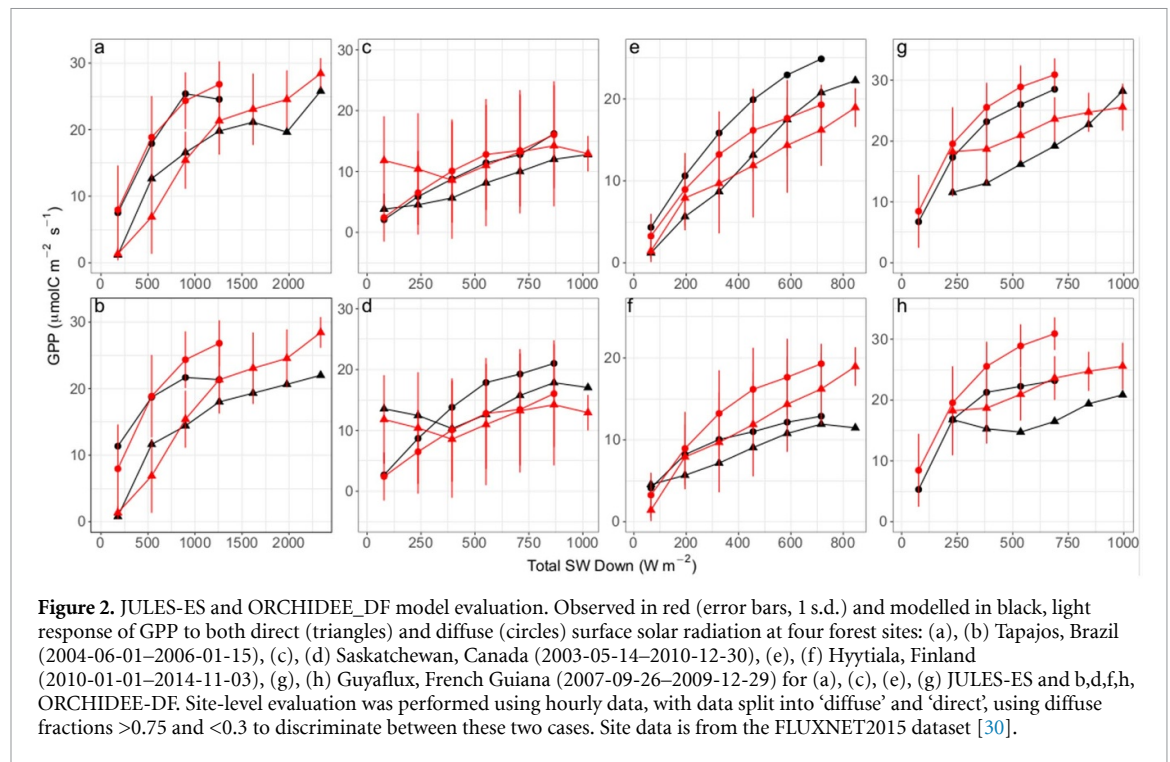 a
c
e
g
30
20
10
0
30
20
10
0
20
10
0
30
20
10
0
0 500 1000 1500 2000
0 250 500 750 1000
0 200 400 600 800
0 250 500 750 1000
b
d
f
h
30
20
10
0
30
20
10
0
20
10
0
30
20
10
0
0 500 1000 1500 2000
0 250 500 750 1000
0 200 400 600 800
0 250 500 750 1000
GPP (μmolC m−2 s−1)
Total SW Down (W m−2)
Figure 2. JULES-ES and ORCHIDEE_DF model evaluation. Observed in red (error bars, 1 s.d.) and modelled in black, light
response of GPP to both direct (triangles) and diffuse (circles) surface solar radiation at four forest sites: (a), (b) Tapajos, Brazil
(2004-06-01–2006-01-15), (c), (d) Saskatchewan, Canada (2003-05-14–2010-12-30), (e), (f) Hyytiala, Finland
(2010-01-01–2014-11-03), (g), (h) Guyaflux, French Guiana (2007-09-26–2009-12-29) for (a), (c), (e), (g) JULES-ES and b,d,f,h,
ORCHIDEE-DF. Site-level evaluation was performed using hourly data, with data split into ‘diffuse’ and ‘direct’, using diffuse
fractions >0.75 and <0.3 to discriminate between these two cases. Site data is from the FLUXNET2015 dataset [30].